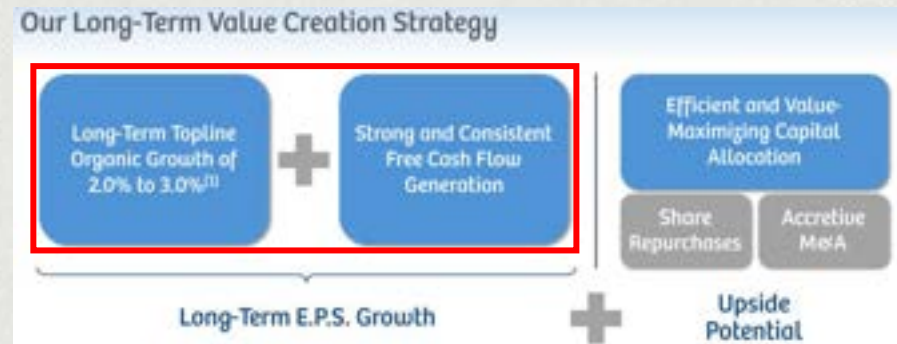 Our Long-Term Value Creation Strategy
Long-Term Topline
Organic Growth of
2.0% to 3.0%[1]
Strong and Consistent
Free Cash Flow
Generation
Efficient and Value-
Maximizing Capital
Allocation
Share
Repurchases
Accretive
M&A
Long-Term E.P.S. Growth
Upside
Potential